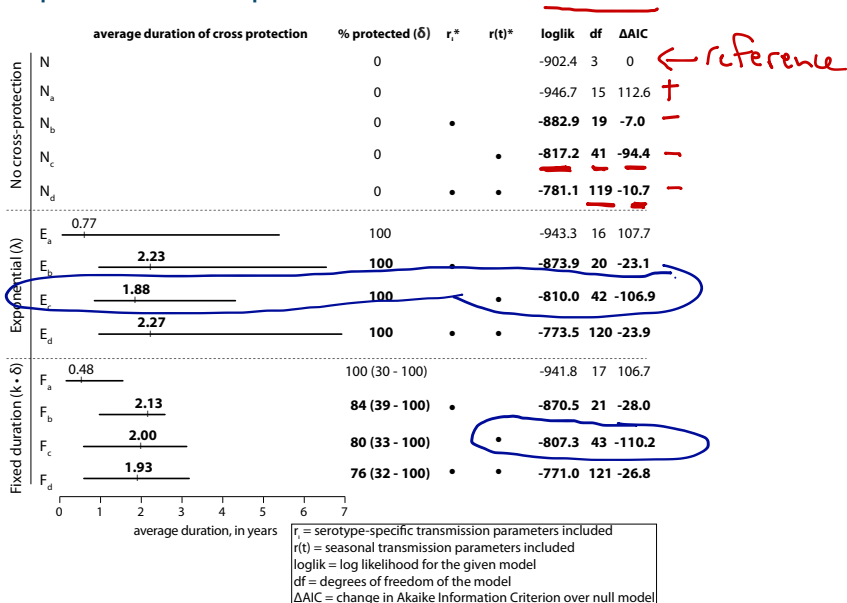 average duration of cross protection % protected (δ) rᵢ* r(t)* loglik df ΔAIC
No cross-protection
N 0 -902.4 3 0 ← reference
Nₐ 0 -946.7 15 112.6 +
N_b 0 • -882.9 19 -7.0 −
N_c 0 • -817.2 41 -94.4 −
N_d 0 • • -781.1 119 -10.7 −
Exponential (λ)
Eₐ 0.77 100 -943.3 16 107.7
E_b 2.23 100 • -873.9 20 -23.1
E_c 1.88 100 • -810.0 42 -106.9
E_d 2.27 100 • • -773.5 120 -23.9
Fixed duration (k • δ)
Fₐ 0.48 100 (30 - 100) -941.8 17 106.7
F_b 2.13 84 (39 - 100) • -870.5 21 -28.0
F_c 2.00 80 (33 - 100) • -807.3 43 -110.2
F_d 1.93 76 (32 - 100) • • -771.0 121 -26.8
0 1 2 3 4 5 6 7
average duration, in years
rᵢ = serotype-specific transmission parameters included
r(t) = seasonal transmission parameters included
loglik = log likelihood for the given model
df = degrees of freedom of the model
ΔAIC = change in Akaike Information Criterion over null model